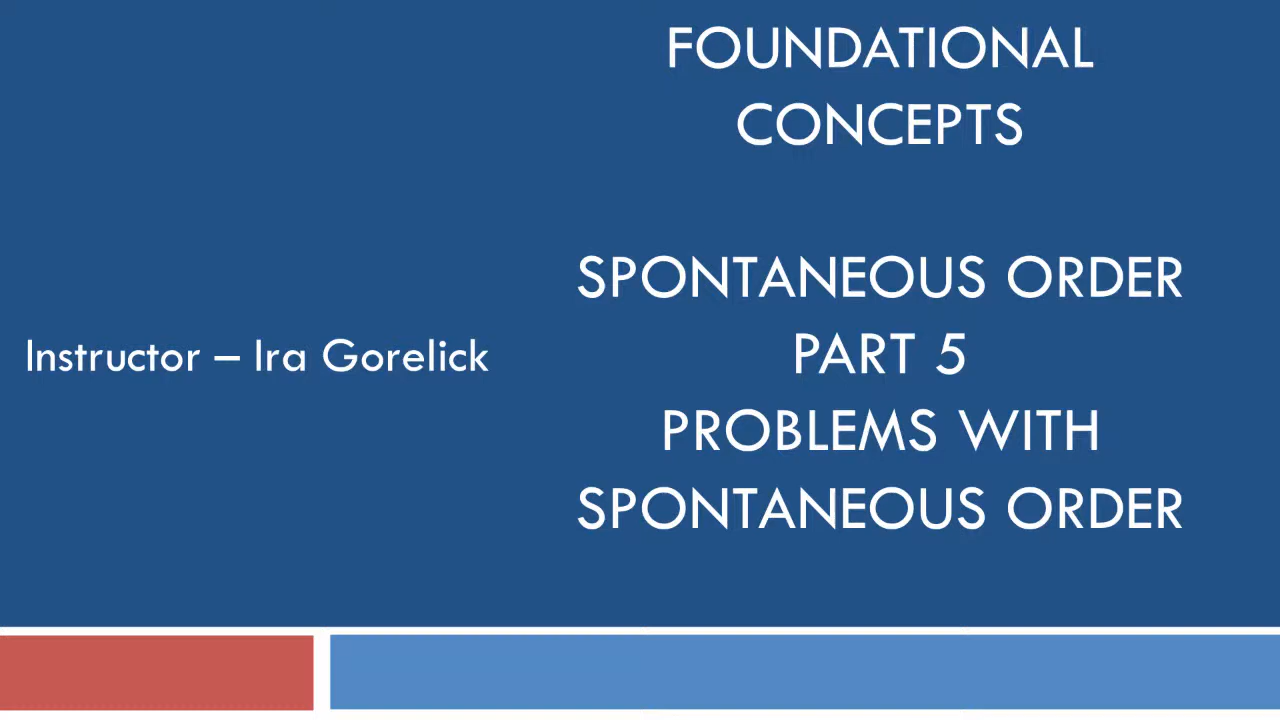 FOUNDATIONAL
CONCEPTS
SPONTANEOUS ORDER
PART 5
PROBLEMS WITH
SPONTANEOUS ORDER
Instructor – Ira Gorelick